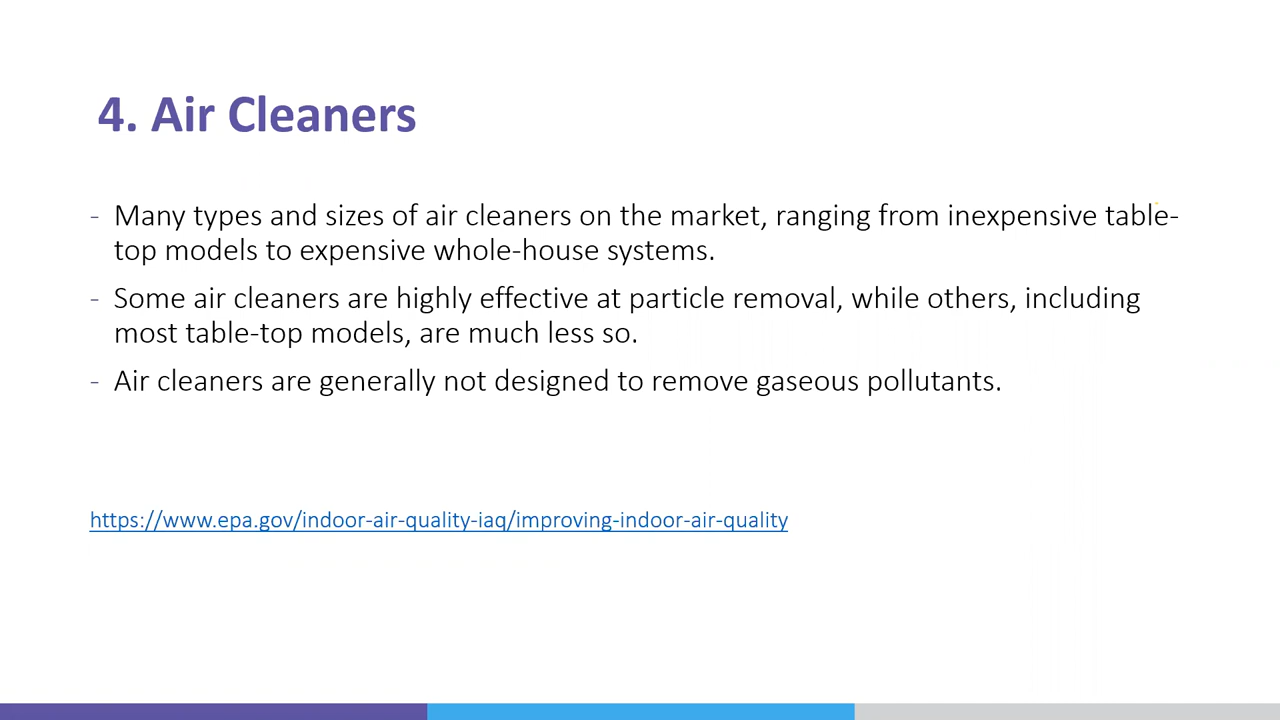 4. Air Cleaners
- Many types and sizes of air cleaners on the market, ranging from inexpensive table-
top models to expensive whole-house systems.
- Some air cleaners are highly effective at particle removal, while others, including
most table-top models, are much less so.
- Air cleaners are generally not designed to remove gaseous pollutants.
https://www.epa.gov/indoor-air-quality-iaq/improving-indoor-air-quality